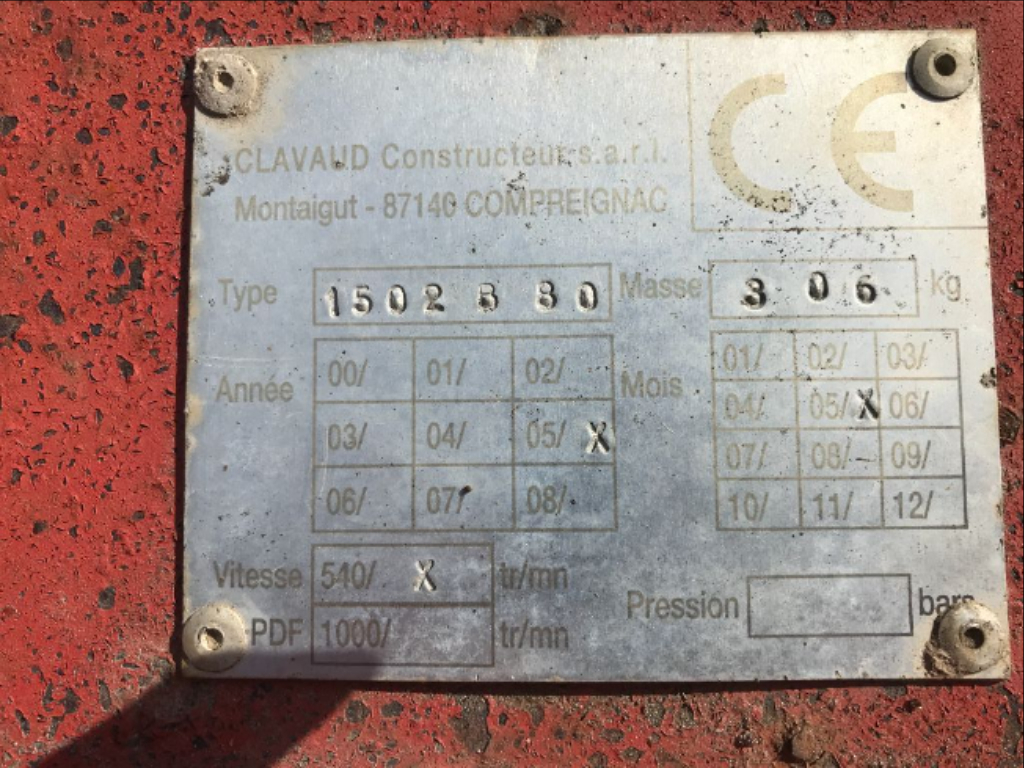 CE
CLAVAUD Constructeur s.a.r.l.
Montaigut - 87140 COMPREIGNAC
Type 1502 B 80 Masse 306 kg
Année Mois
00/ 01/ 02/
03/ 04/ 05/ X
06/ 07/ 08/
01/ 02/ 03/
04/ 05/ X 06/
07/ 08/ 09/
10/ 11/ 12/
Vitesse 540/ X tr/mn
PDF 1000/ tr/mn
Pression bars